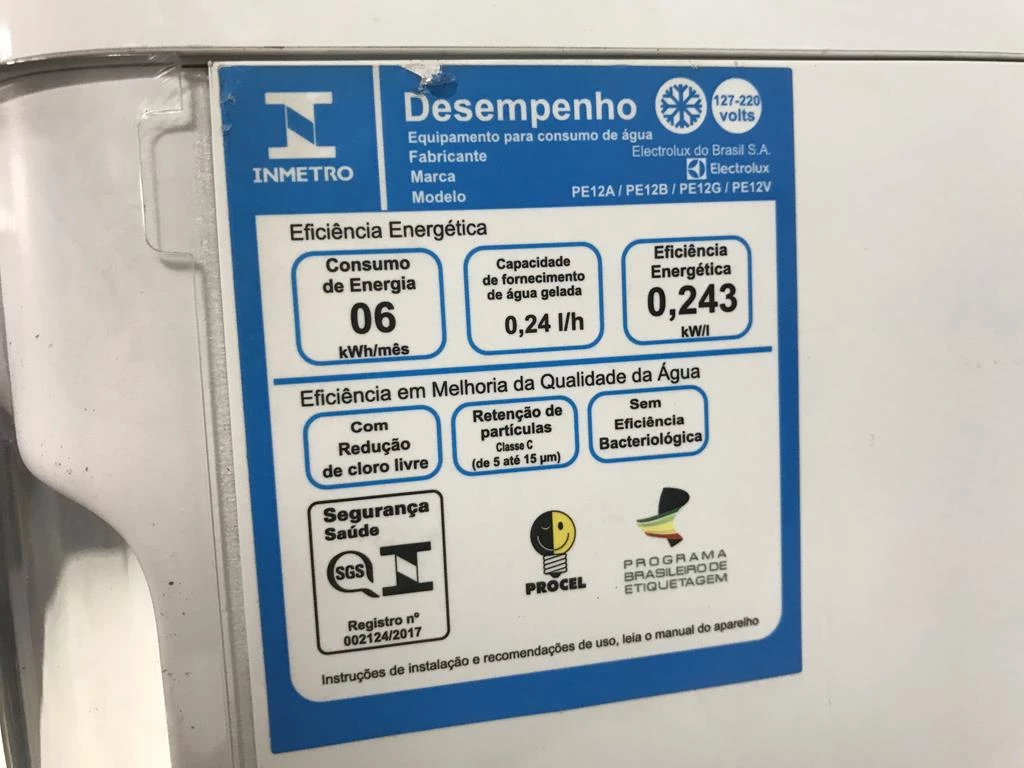 INMETRO
Desempenho
127-220
volts
Equipamento para consumo de água
Fabricante
Electrolux do Brasil S.A.
Marca
Electrolux
Modelo
PE12A / PE12B / PE12G / PE12V
Eficiência Energética
Consumo
de Energia
06
kWh/mês
Capacidade
de fornecimento
de água gelada
0,24 l/h
Eficiência
Energética
0,243
kW/l
Eficiência em Melhoria da Qualidade da Água
Com
Redução
de cloro livre
Retenção de
partículas
Classe C
(de 5 até 15 µm)
Sem
Eficiência
Bacteriológica
Segurança
Saúde
SGS
Registro nº
002124/2017
PROCEL
PROGRAMA
BRASILEIRO DE
ETIQUETAGEM
Instruções de instalação e recomendações de uso, leia o manual do aparelho